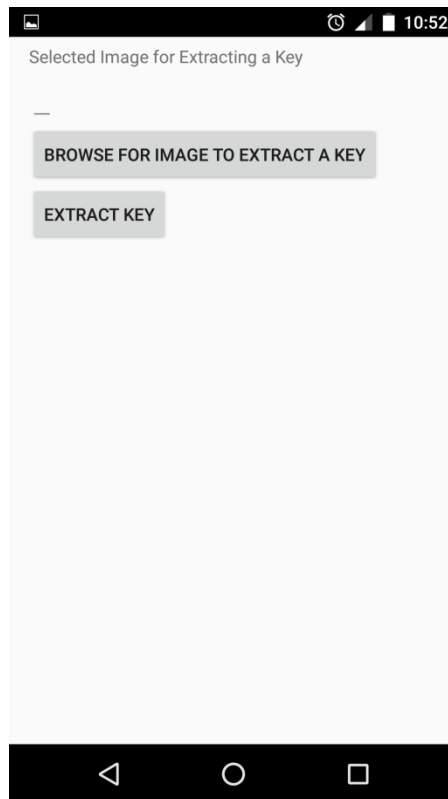 10:52
Selected Image for Extracting a Key
BROWSE FOR IMAGE TO EXTRACT A KEY
EXTRACT KEY